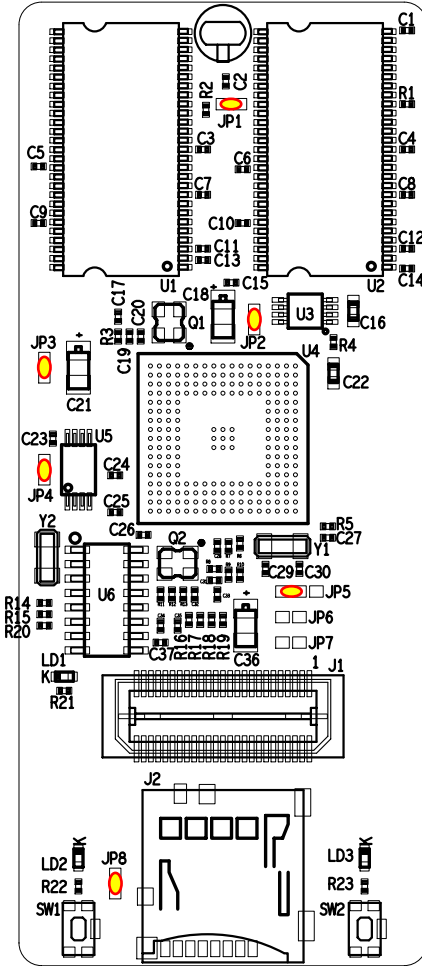 C1
C2
R2
R1
JP1
C3
C4
C5
C6
C7
C8
C9
C10
C11
C12
C13
C14
U1
U2
C15
C17
C18
C20
Q1
U3
C16
R3
C19
JP2
R4
JP3
U4
C21
C22
C23
U5
C24
JP4
C25
Y2
C26
Q2
R5
C27
Y1
C29
C30
U6
JP5
R14
R15
R20
JP6
JP7
C37
R16
R17
R18
R19
C36
LD1
K
R21
1
J1
J2
K
K
LD2
JP8
LD3
R22
R23
SW1
SW2